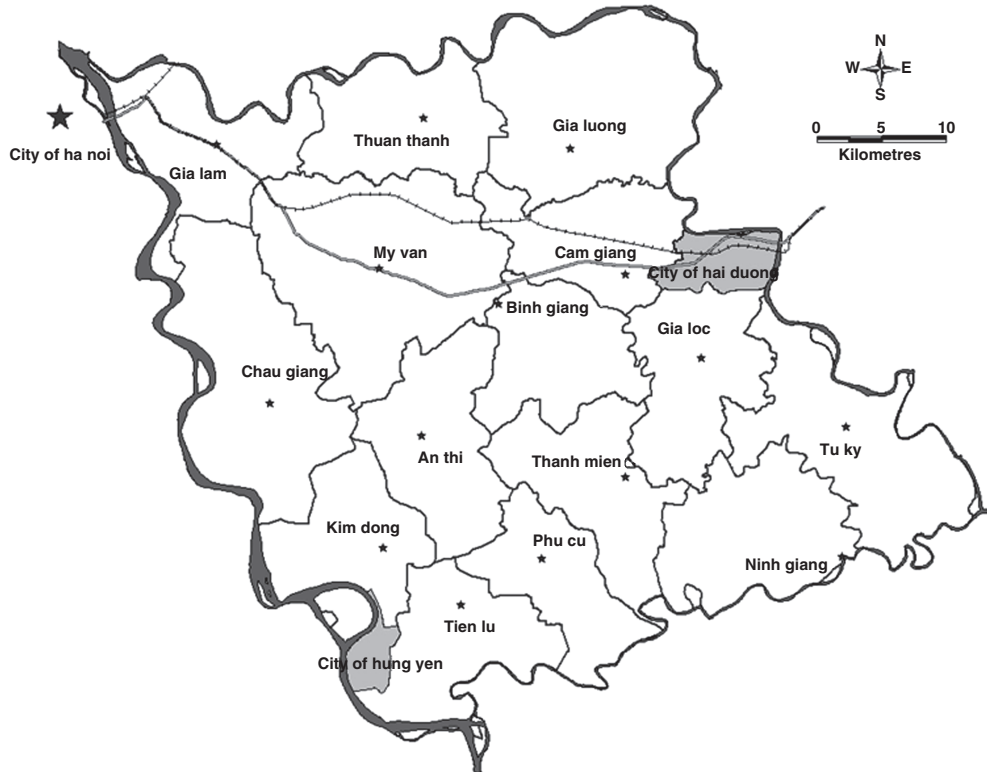 N
W E
S
0 5 10
Kilometres
City of ha noi
Thuan thanh
Gia luong
Gia lam
My van
Cam giang
City of hai duong
Binh giang
Gia loc
Chau giang
An thi
Thanh mien
Tu ky
Kim dong
Phu cu
Ninh giang
Tien lu
City of hung yen